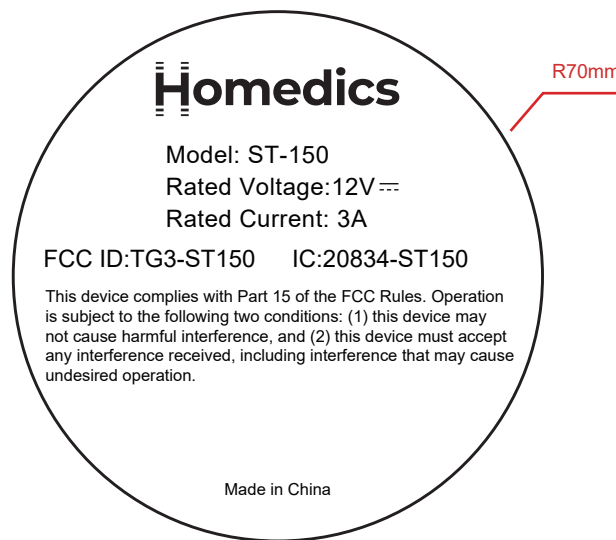 Homedics
R70mm
Model: ST-150
Rated Voltage:12V⎓
Rated Current: 3A
FCC ID:TG3-ST150 IC:20834-ST150
This device complies with Part 15 of the FCC Rules. Operation
is subject to the following two conditions: (1) this device may
not cause harmful interference, and (2) this device must accept
any interference received, including interference that may cause
undesired operation.
Made in China